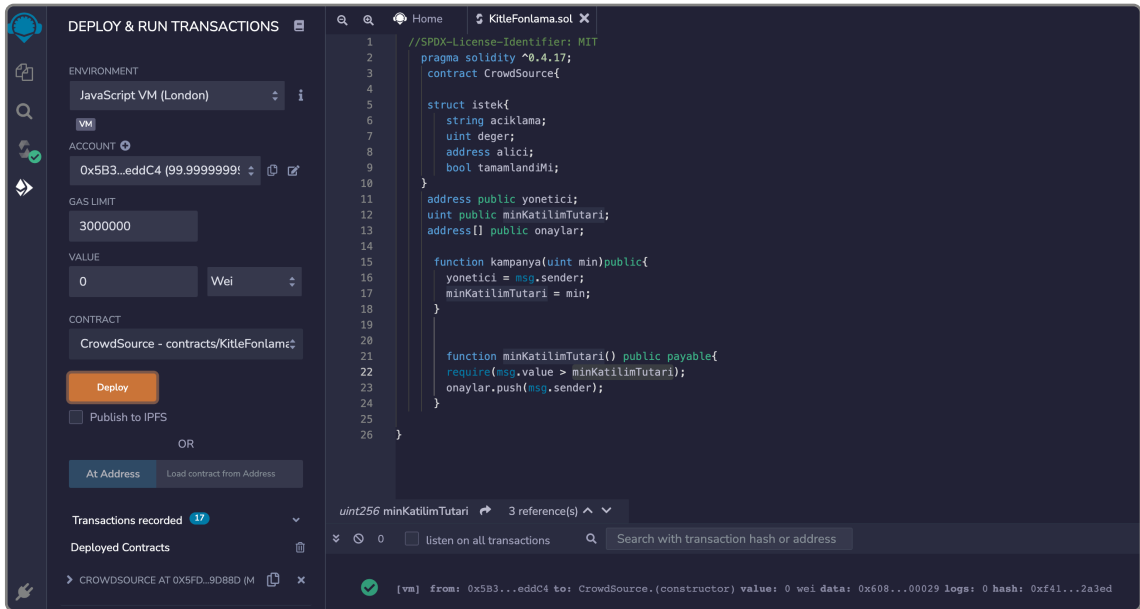 DEPLOY & RUN TRANSACTIONS
ENVIRONMENT
JavaScript VM (London)
VM
ACCOUNT
0x5B3...eddC4 (99.9999999
GAS LIMIT
3000000
VALUE
0
Wei
CONTRACT
CrowdSource - contracts/KitleFonlama
Deploy
Publish to IPFS
OR
At Address
Load contract from Address
Transactions recorded 17
Deployed Contracts
CROWDSOURCE AT 0X5FD...9D88D (M
Home
KitleFonlama.sol
1 //SPDX-License-Identifier: MIT
2 pragma solidity ^0.4.17;
3 contract CrowdSource{
4
5 struct istek{
6 string aciklama;
7 uint deger;
8 address alici;
9 bool tamamlandiMi;
10 }
11 address public yonetici;
12 uint public minKatilimTutari;
13 address[] public onaylar;
14
15 function kampanya(uint min)public{
16 yonetici = msg.sender;
17 minKatilimTutari = min;
18 }
19
20
21 function minKatilimTutari() public payable{
22 require(msg.value > minKatilimTutari);
23 onaylar.push(msg.sender);
24 }
25
26 }
uint256 minKatilimTutari 3 reference(s)
0
listen on all transactions
Search with transaction hash or address
[vm] from: 0x5B3...eddC4 to: CrowdSource.(constructor) value: 0 wei data: 0x608...00029 logs: 0 hash: 0xf41...2a3ed